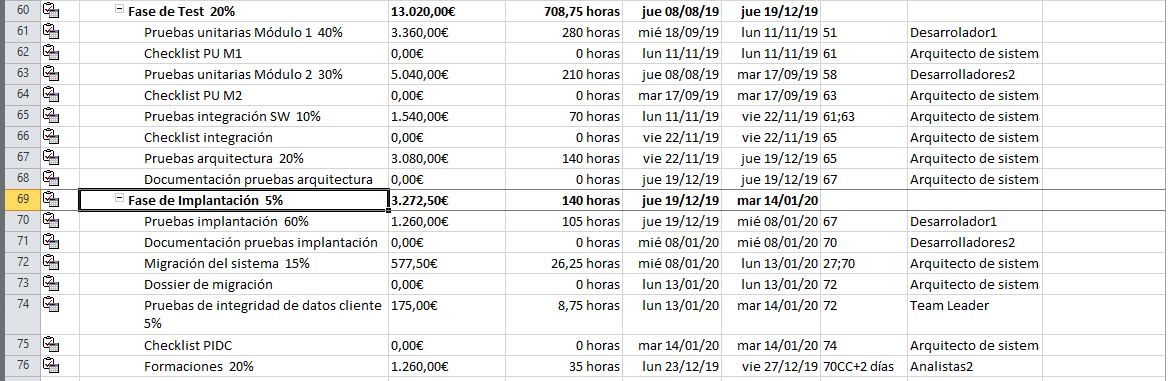 60 Fase de Test 20% 13.020,00€ 708,75 horas jue 08/08/19 jue 19/12/19
61 Pruebas unitarias Módulo 1 40% 3.360,00€ 280 horas mié 18/09/19 lun 11/11/19 51 Desarrolador1
62 Checklist PU M1 0,00€ 0 horas lun 11/11/19 lun 11/11/19 61 Arquitecto de sistem
63 Pruebas unitarias Módulo 2 30% 5.040,00€ 210 horas jue 08/08/19 mar 17/09/19 58 Desarrolladores2
64 Checklist PU M2 0,00€ 0 horas mar 17/09/19 mar 17/09/19 63 Arquitecto de sistem
65 Pruebas integración SW 10% 1.540,00€ 70 horas lun 11/11/19 vie 22/11/19 61;63 Arquitecto de sistem
66 Checklist integración 0,00€ 0 horas vie 22/11/19 vie 22/11/19 65 Arquitecto de sistem
67 Pruebas arquitectura 20% 3.080,00€ 140 horas vie 22/11/19 jue 19/12/19 65 Arquitecto de sistem
68 Documentación pruebas arquitectura 0,00€ 0 horas jue 19/12/19 jue 19/12/19 67 Arquitecto de sistem
69 Fase de Implantación 5% 3.272,50€ 140 horas jue 19/12/19 mar 14/01/20
70 Pruebas implantación 60% 1.260,00€ 105 horas jue 19/12/19 mié 08/01/20 67 Desarrolador1
71 Documentación pruebas implantación 0,00€ 0 horas mié 08/01/20 mié 08/01/20 70 Desarrolladores2
72 Migración del sistema 15% 577,50€ 26,25 horas mié 08/01/20 lun 13/01/20 27;70 Arquitecto de sistem
73 Dossier de migración 0,00€ 0 horas lun 13/01/20 lun 13/01/20 72 Arquitecto de sistem
74 Pruebas de integridad de datos cliente 175,00€ 8,75 horas lun 13/01/20 mar 14/01/20 72 Team Leader
5%
75 Checklist PIDC 0,00€ 0 horas mar 14/01/20 mar 14/01/20 74 Arquitecto de sistem
76 Formaciones 20% 1.260,00€ 35 horas lun 23/12/19 vie 27/12/19 70CC+2 días Analistas2